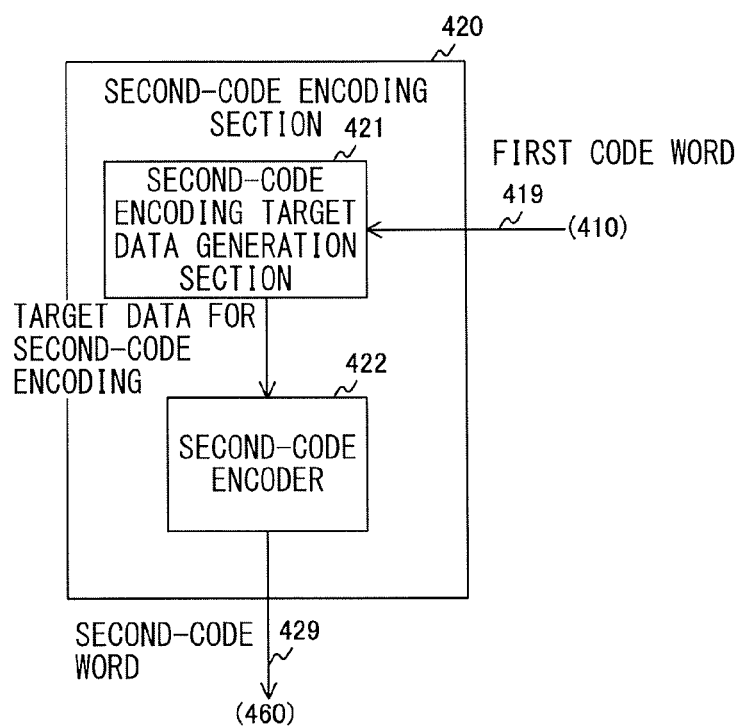 420
SECOND-CODE ENCODING
SECTION
421
FIRST CODE WORD
SECOND-CODE
ENCODING TARGET
DATA GENERATION
SECTION
419
(410)
TARGET DATA FOR
SECOND-CODE
ENCODING
422
SECOND-CODE
ENCODER
SECOND-CODE
WORD
429
(460)